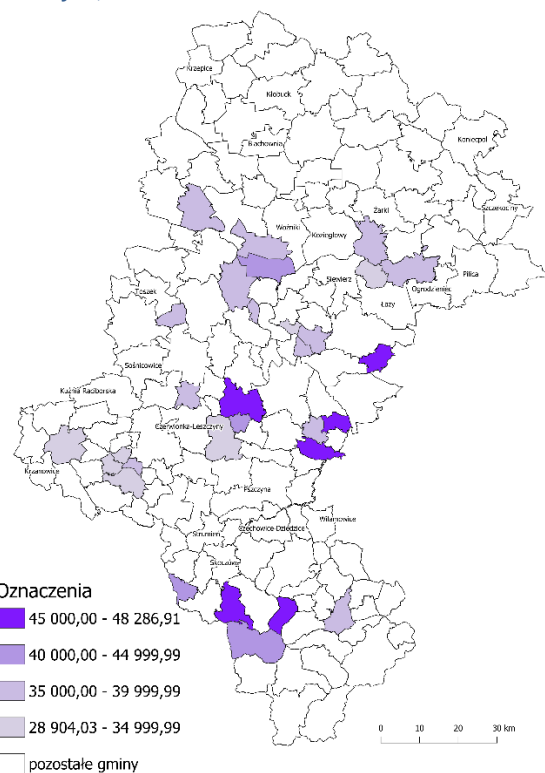 Krzepice
Kłobuck
Blachownia
Koniecpol
Szczekociny
Żarki
Woźniki
Koziegłowy
Siewierz
Pilica
Ogrodzieniec
Toszek
Łazy
Sośnicowice
Kuźnia Raciborska
Czerwionka-Leszczyny
Krzanowice
Pszczyna
Wilamowice
Strumień
Czechowice-Dziedzice
Skoczów
Oznaczenia
45 000,00 - 48 286,91
40 000,00 - 44 999,99
35 000,00 - 39 999,99
28 904,03 - 34 999,99
pozostałe gminy
0 10 20 30 km